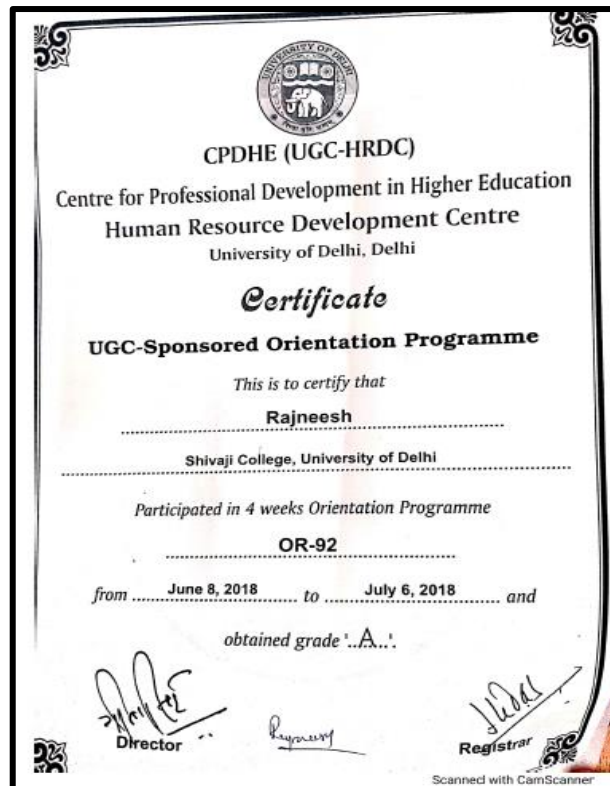 UNIVERSITY OF DELHI
CPDHE (UGC-HRDC)
Centre for Professional Development in Higher Education
Human Resource Development Centre
University of Delhi, Delhi
Certificate
UGC-Sponsored Orientation Programme
This is to certify that
Rajneesh
Shivaji College, University of Delhi
Participated in 4 weeks Orientation Programme
OR-92
from June 8, 2018 to July 6, 2018 and
obtained grade '..A..'.
Director
Registrar
Scanned with CamScanner